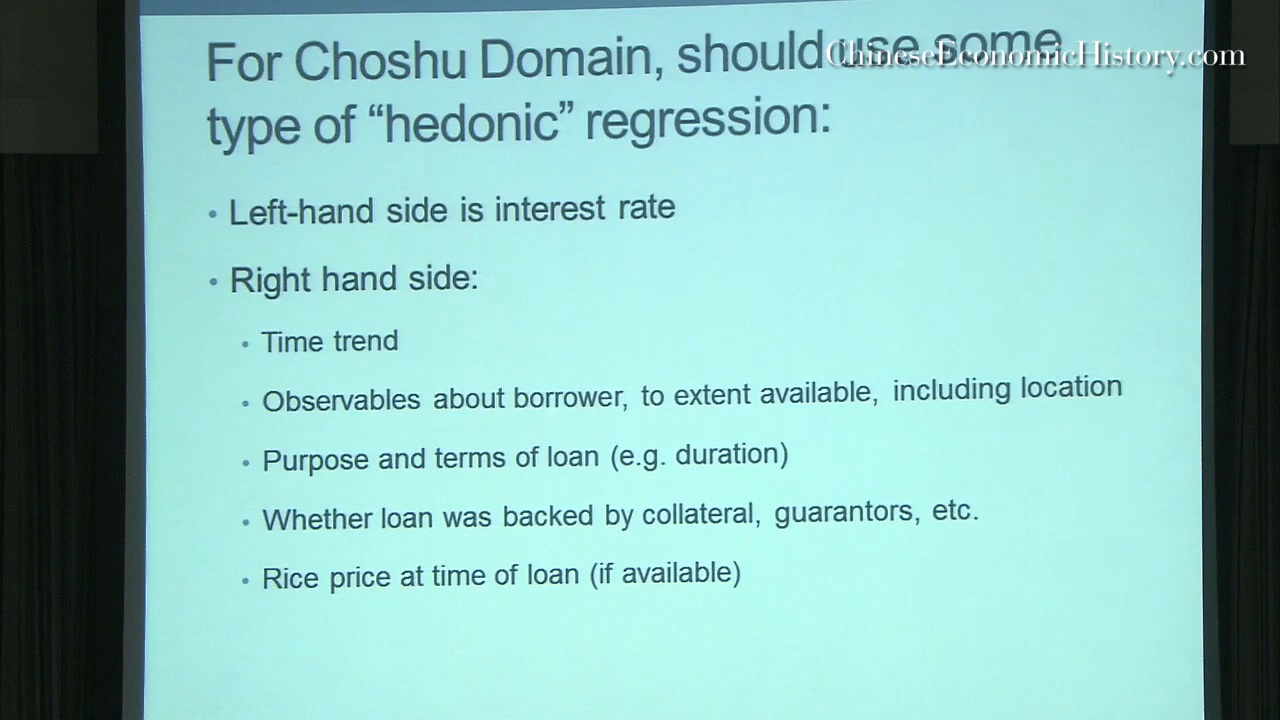 For Choshu Domain, should use some
ChineseEconomicHistory.com
type of “hedonic” regression:
• Left-hand side is interest rate
• Right hand side:
• Time trend
• Observables about borrower, to extent available, including location
• Purpose and terms of loan (e.g. duration)
• Whether loan was backed by collateral, guarantors, etc.
• Rice price at time of loan (if available)